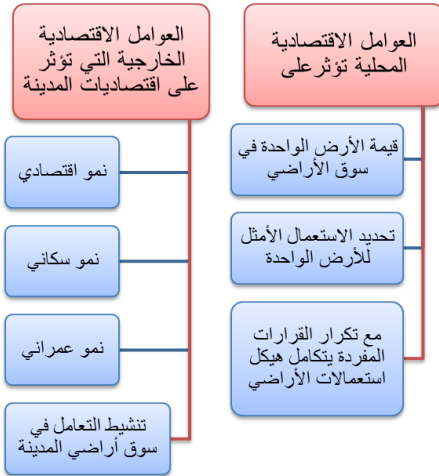 العوامل الاقتصادية
المحلية تؤثرعلى
قيمة الأرض الواحدة في
سوق الأراضي
تحديد الاستعمال الأمثل
للأرض الواحدة
مع تكرار القرارات
المفردة يتكامل هيكل
استعمالات الأراضي
العوامل الاقتصادية
الخارجية التي تؤثر
على اقتصاديات المدينة
نمو اقتصادي
نمو سكاني
نمو عمراني
تنشيط التعامل في
سوق أراضي المدينة